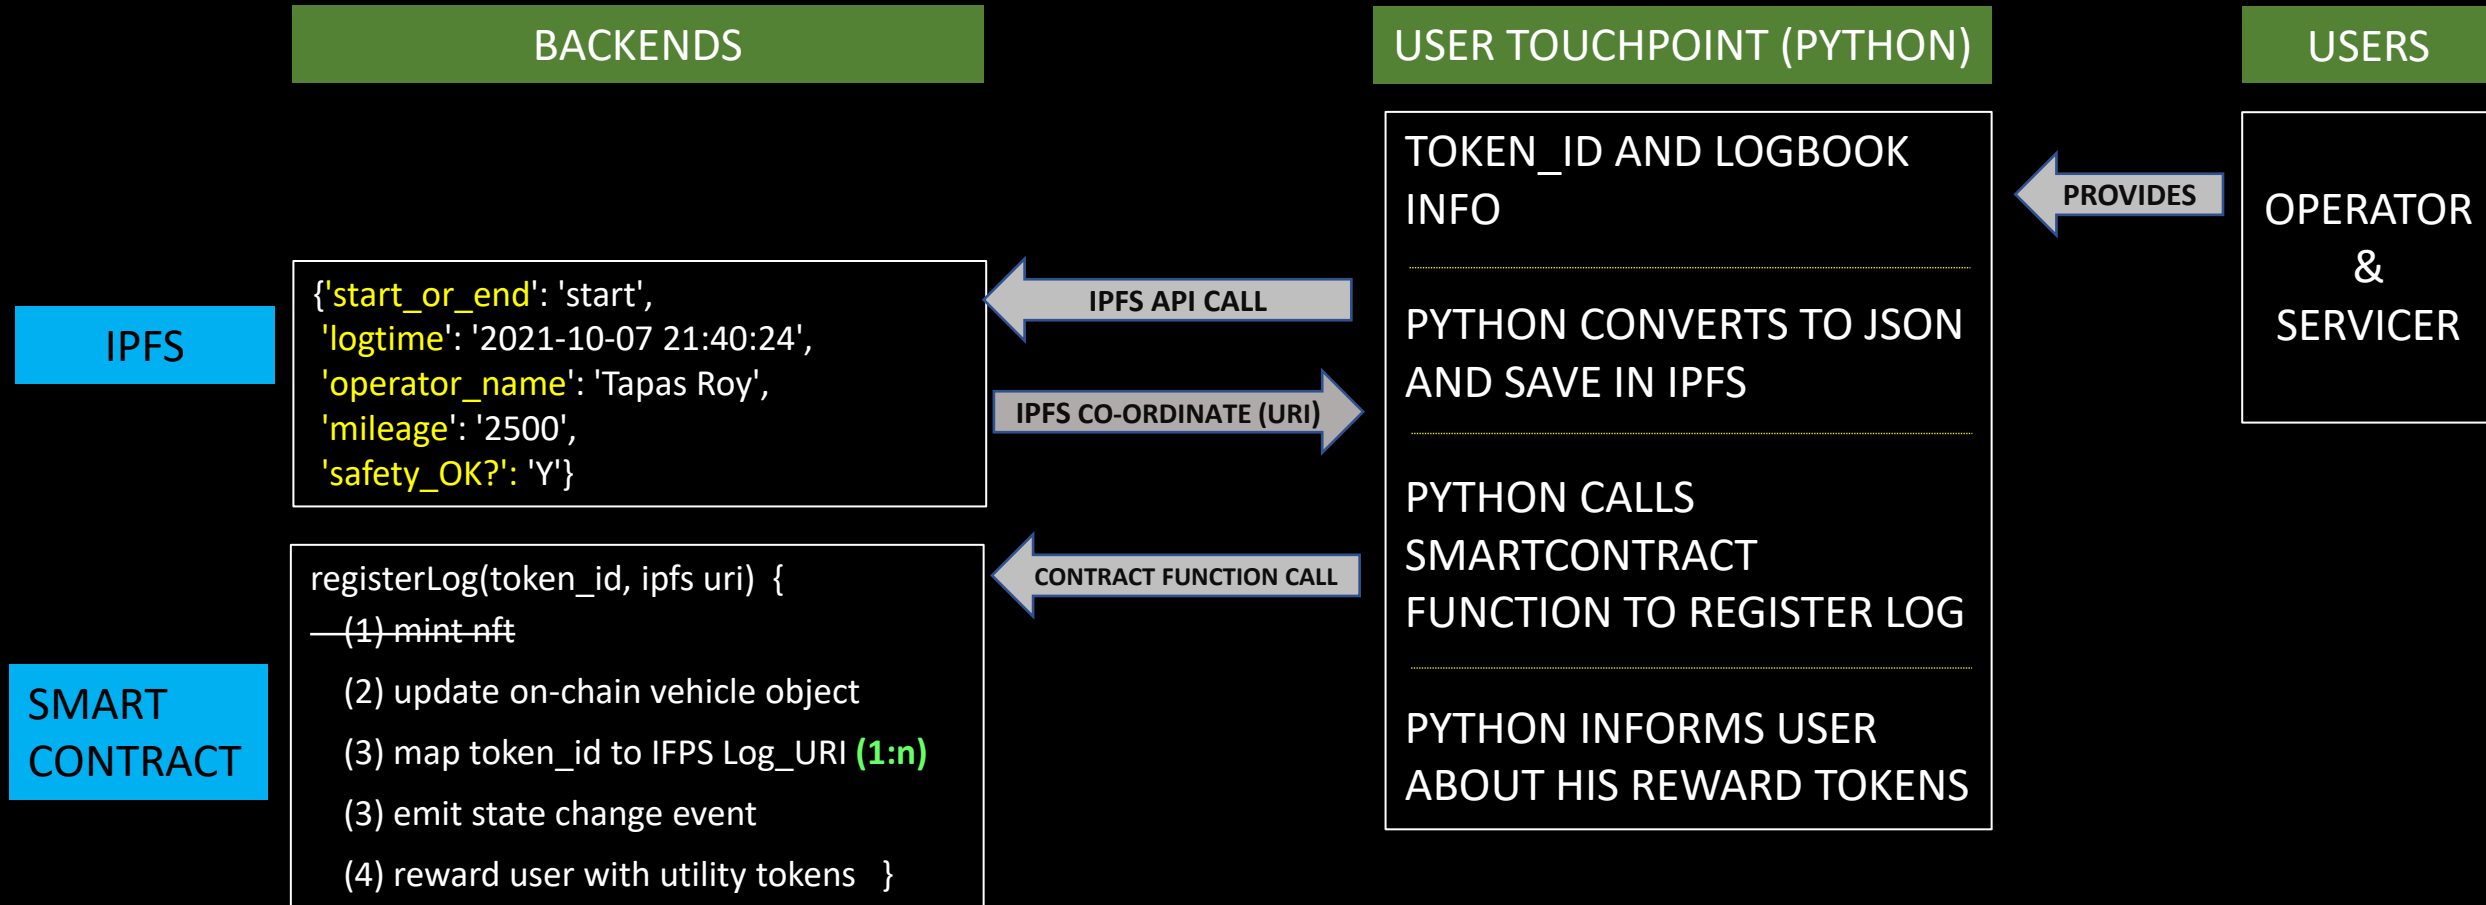 BACKENDS
USER TOUCHPOINT (PYTHON)
USERS
IPFS
{'start_or_end': 'start',
'logtime': '2021-10-07 21:40:24',
'operator_name': 'Tapas Roy',
'mileage': '2500',
'safety_OK?': 'Y'}
SMART
CONTRACT
registerLog(token_id, ipfs uri) {
(1) mint nft
(2) update on-chain vehicle object
(3) map token_id to IFPS Log_URI (1:n)
(3) emit state change event
(4) reward user with utility tokens }
IPFS API CALL
IPFS CO-ORDINATE (URI)
CONTRACT FUNCTION CALL
TOKEN_ID AND LOGBOOK
INFO
PYTHON CONVERTS TO JSON
AND SAVE IN IPFS
PYTHON CALLS
SMARTCONTRACT
FUNCTION TO REGISTER LOG
PYTHON INFORMS USER
ABOUT HIS REWARD TOKENS
PROVIDES
OPERATOR
&
SERVICER